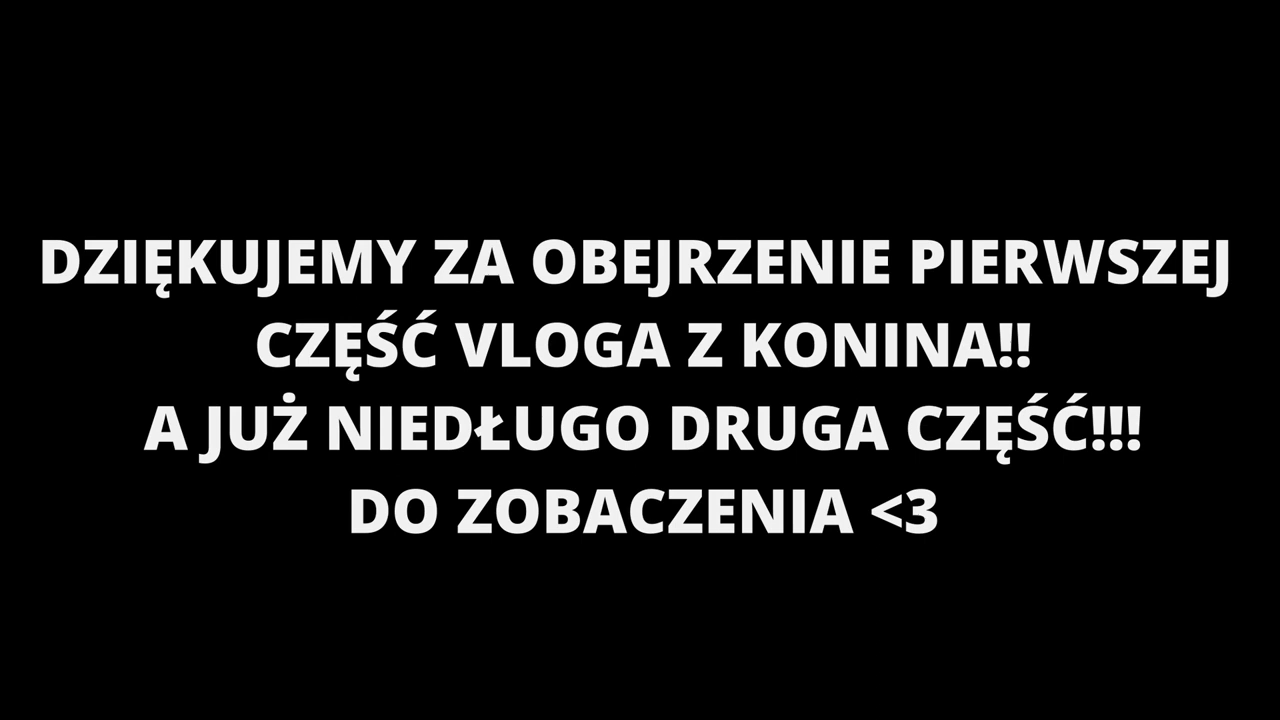 DZIĘKUJEMY ZA OBEJRZENIE PIERWSZEJ
CZĘŚĆ VLOGA Z KONINA!!
A JUŻ NIEDŁUGO DRUGA CZĘŚĆ!!!
DO ZOBACZENIA <3